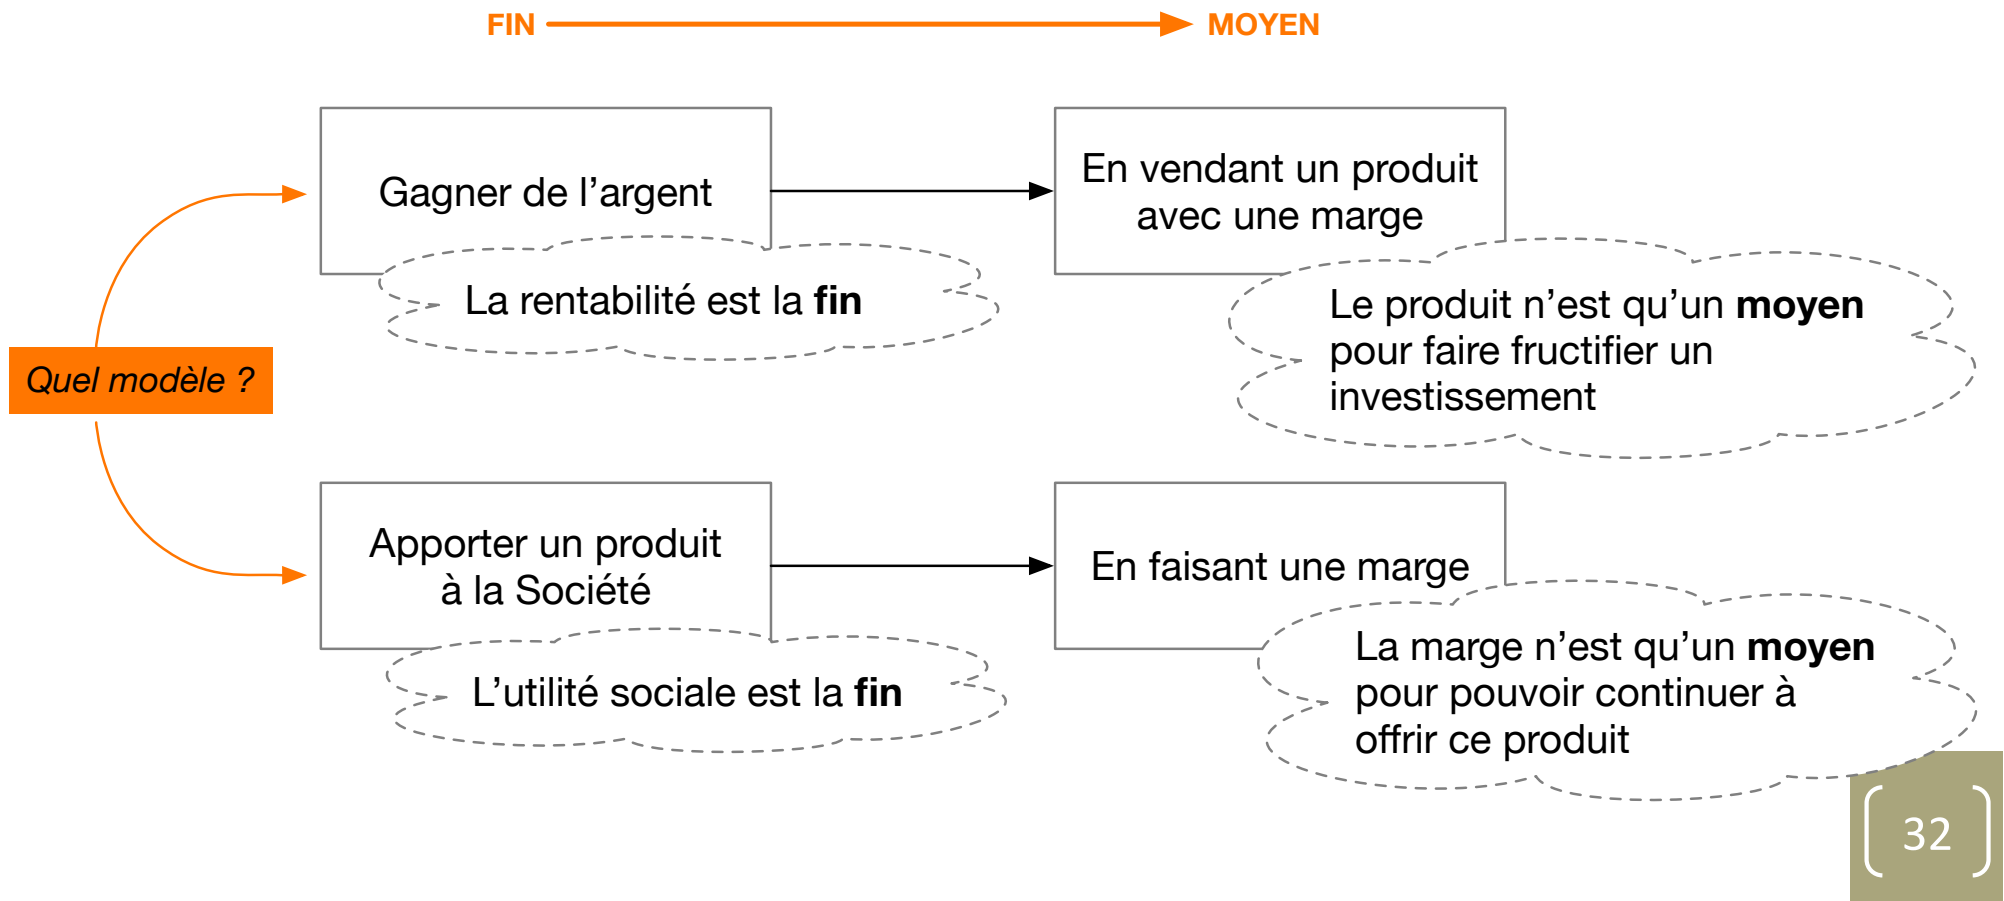 FIN
MOYEN
Gagner de l’argent
En vendant un produit
avec une marge
La rentabilité est la fin
Le produit n’est qu’un moyen
pour faire fructifier un
investissement
Quel modèle ?
Apporter un produit
à la Société
En faisant une marge
L’utilité sociale est la fin
La marge n’est qu’un moyen
pour pouvoir continuer à
offrir ce produit
32